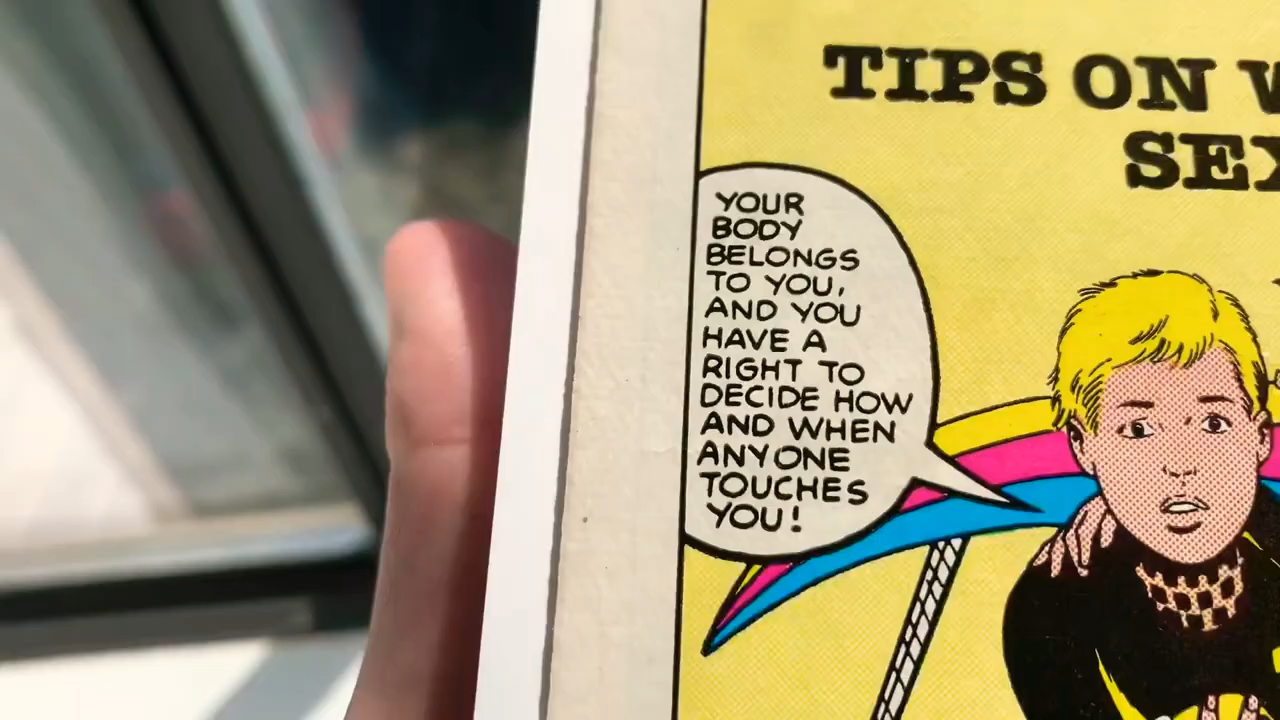 TIPS ON
YOUR
BODY
BELONGS
TO YOU,
AND YOU
HAVE A
RIGHT TO
DECIDE HOW
AND WHEN
ANYONE
TOUCHES
YOU!